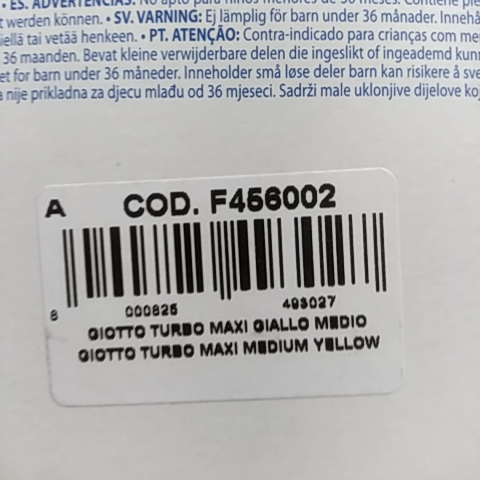 • ES. ADVERTENCIAS: No apto para niños menores de 36 meses. Contiene
t werden können. • SV. VARNING: Ej lämplig för barn under 36 månader. Innehå
iellä tai vetää henkeen. • PT. ATENÇÃO: Contra-indicado para crianças com me
36 maanden. Bevat kleine verwijderbare delen die ingeslikt of ingeademd kunn
et for barn under 36 måneder. Inneholder små løse deler barn kan risikere å sve
a nije prikladna za djecu mlađu od 36 mjeseci. Sadrži male uklonjive dijelove koj
A COD. F456002
8 000825 493027
GIOTTO TURBO MAXI GIALLO MEDIO
GIOTTO TURBO MAXI MEDIUM YELLOW